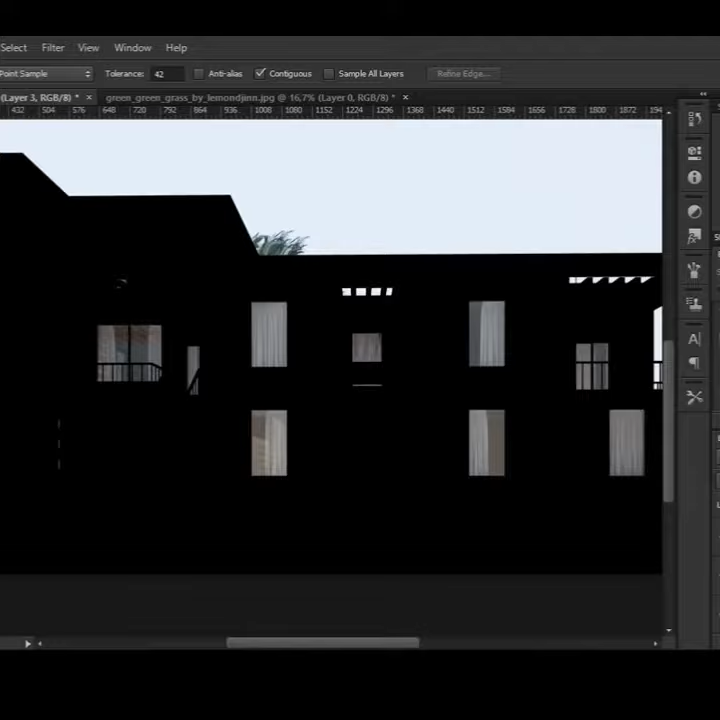 Select Filter View Window Help
Point Sample Tolerance: 42 Anti-alias Contiguous Sample All Layers Refine Edge...
(Layer 3, RGB/8) * × green_green_grass_by_lemondjinn.jpg @ 16,7% (Layer 0, RGB/8) * ×
432 504 576 648 720 792 864 936 1008 1080 1152 1224 1296 1368 1440 1512 1584 1656 1728 1800 1872 194